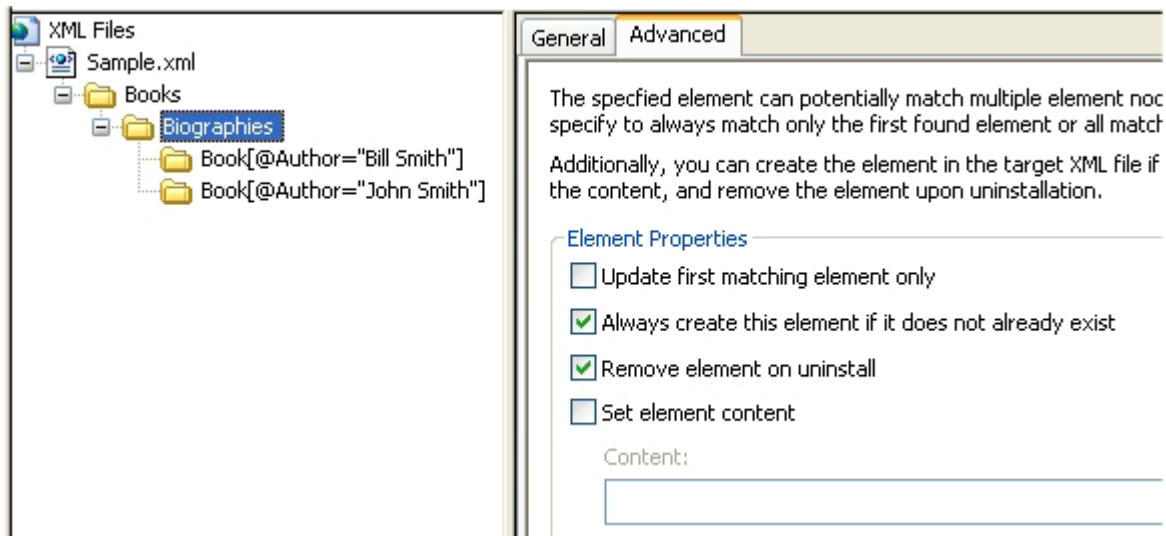 XML Files
Sample.xml
Books
Biographies
Book[@Author="Bill Smith"]
Book[@Author="John Smith"]
General
Advanced
The specfied element can potentially match multiple element
specify to always match only the first found element or all
Additionally, you can create the element in the target XML file if
the content, and remove the element upon uninstallation.
Element Properties
Update first matching element only
Always create this element if it does not already exist
Remove element on uninstall
Set element content
Content: